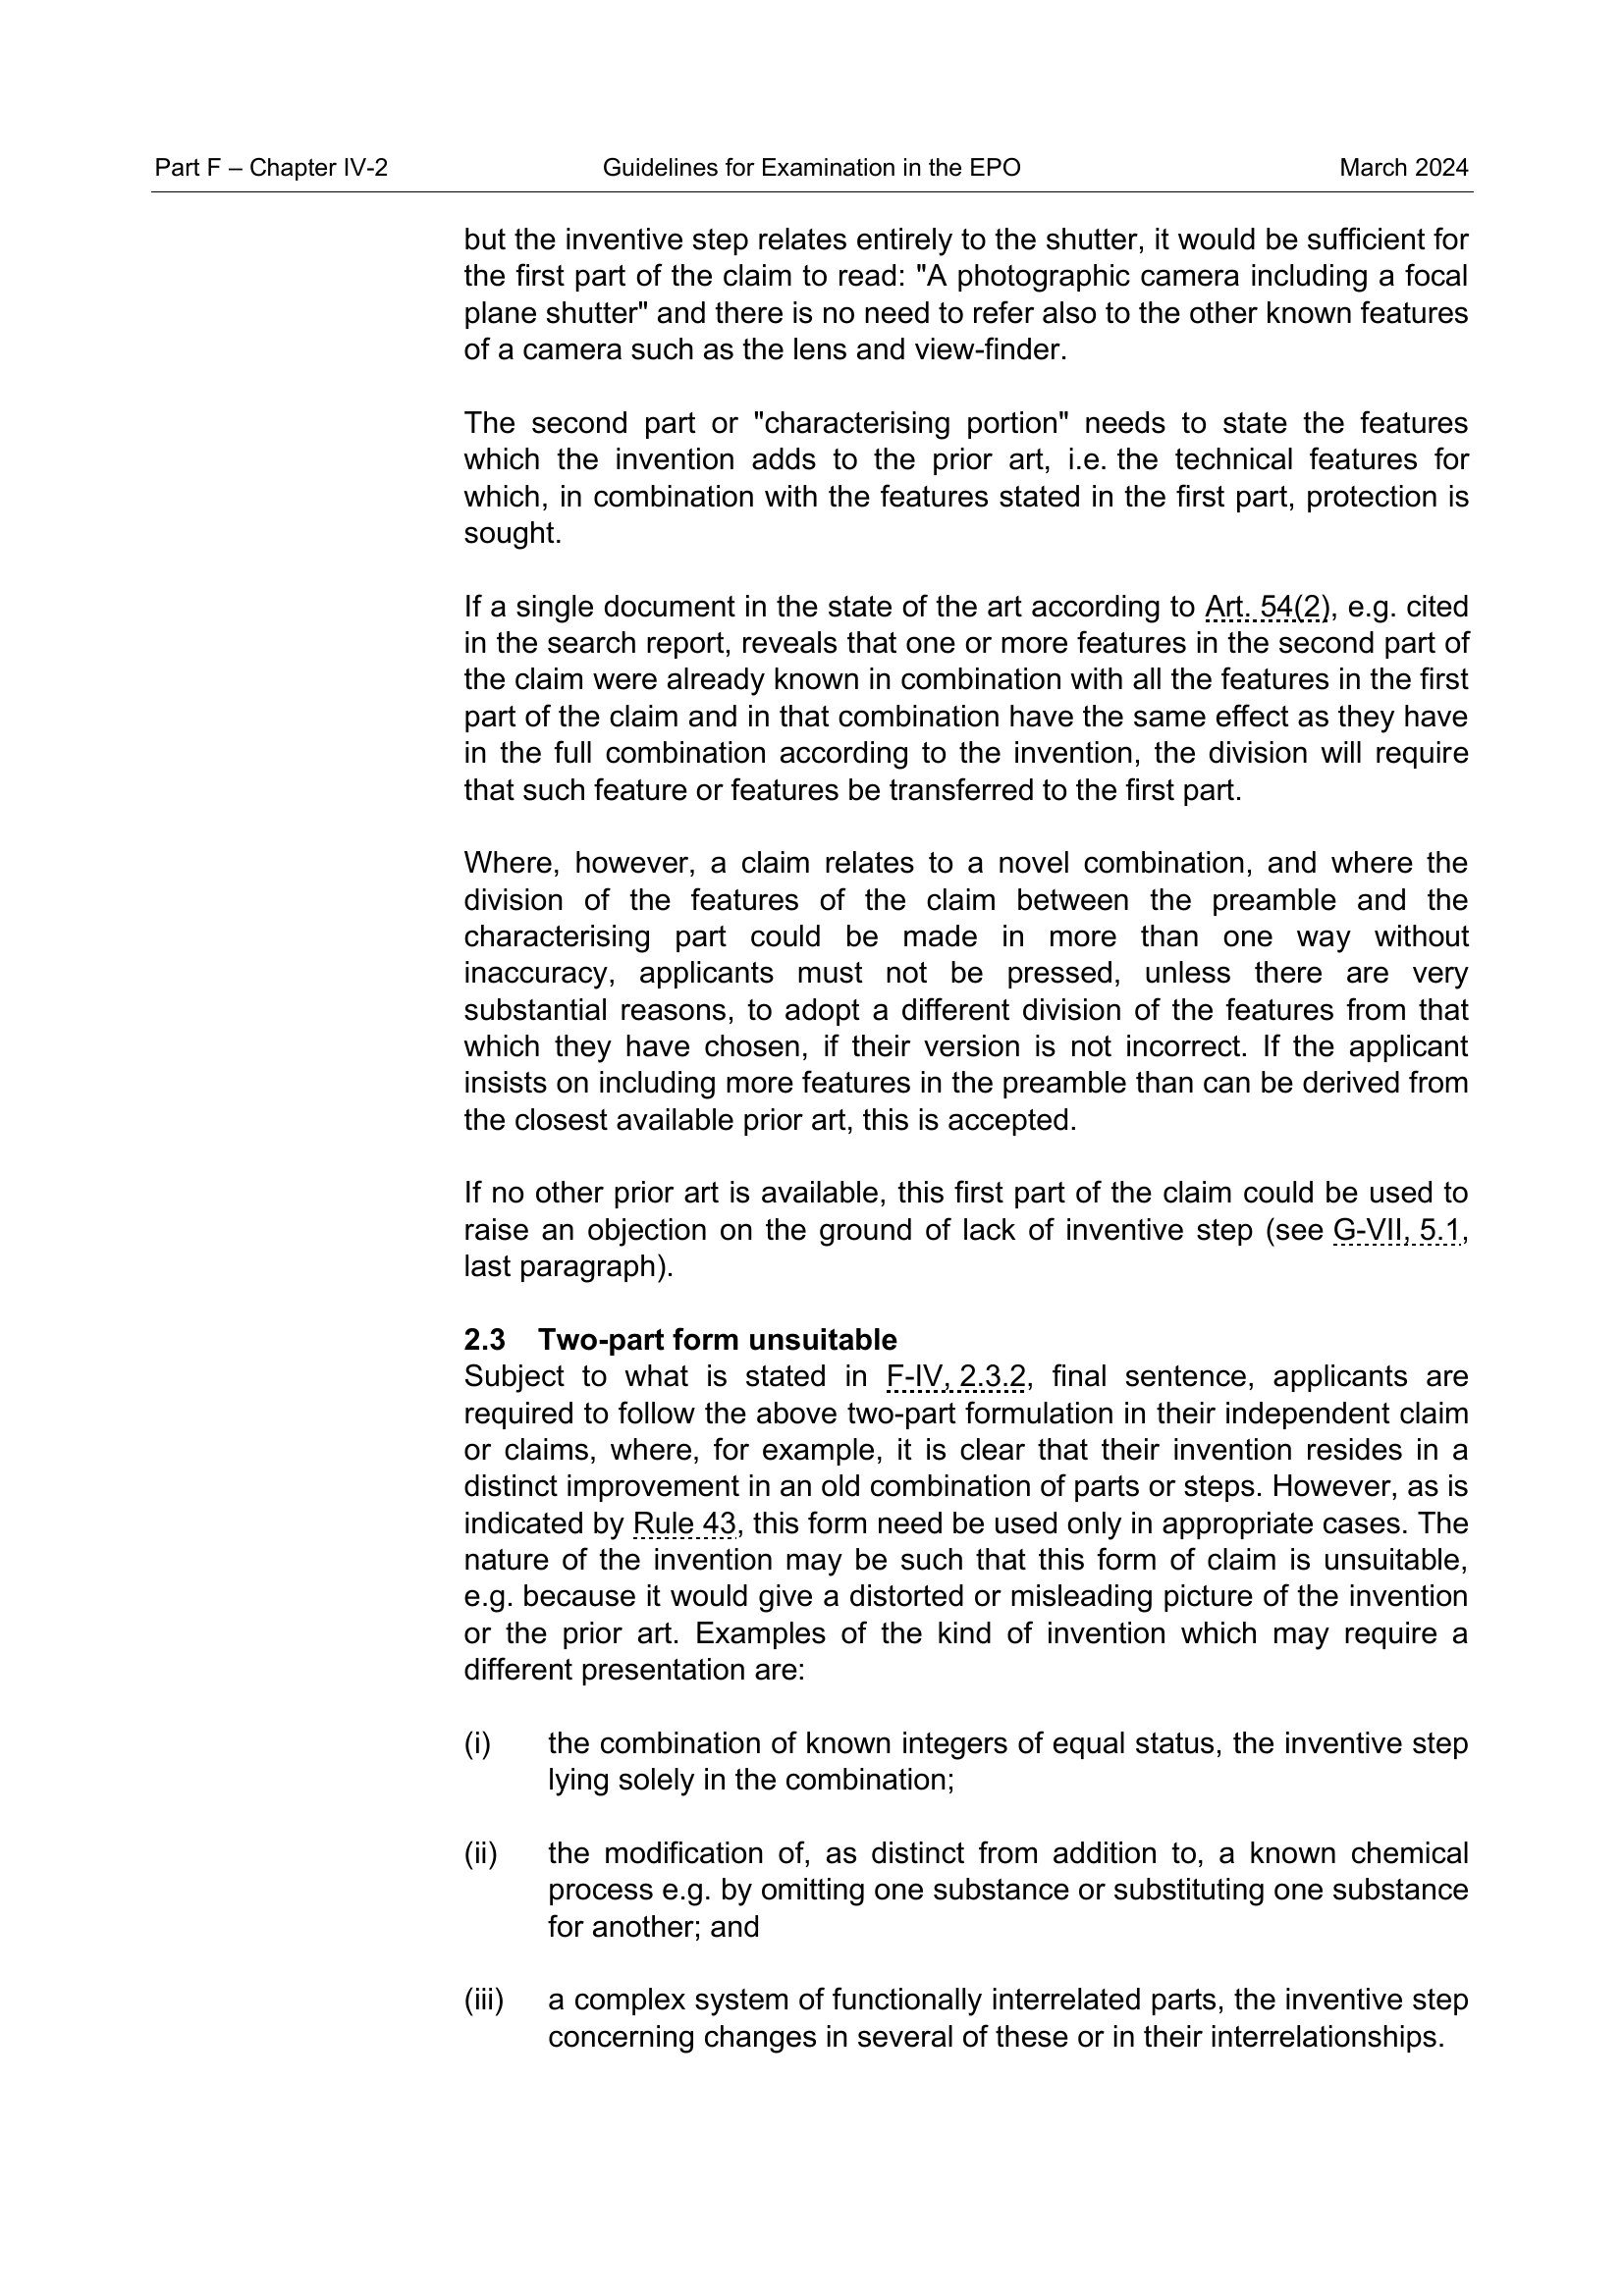 Part F – Chapter IV-2 Guidelines for Examination in the EPO March 2024
but the inventive step relates entirely to the shutter, it would be sufficient for
the first part of the claim to read: "A photographic camera including a focal
plane shutter" and there is no need to refer also to the other known features
of a camera such as the lens and view-finder.
The second part or "characterising portion" needs to state the features
which the invention adds to the prior art, i.e. the technical features for
which, in combination with the features stated in the first part, protection is
sought.
If a single document in the state of the art according to Art. 54(2), e.g. cited
in the search report, reveals that one or more features in the second part of
the claim were already known in combination with all the features in the first
part of the claim and in that combination have the same effect as they have
in the full combination according to the invention, the division will require
that such feature or features be transferred to the first part.
Where, however, a claim relates to a novel combination, and where the
division of the features of the claim between the preamble and the
characterising part could be made in more than one way without
inaccuracy, applicants must not be pressed, unless there are very
substantial reasons, to adopt a different division of the features from that
which they have chosen, if their version is not incorrect. If the applicant
insists on including more features in the preamble than can be derived from
the closest available prior art, this is accepted.
If no other prior art is available, this first part of the claim could be used to
raise an objection on the ground of lack of inventive step (see G-VII, 5.1,
last paragraph).
2.3 Two-part form unsuitable
Subject to what is stated in F-IV, 2.3.2, final sentence, applicants are
required to follow the above two-part formulation in their independent claim
or claims, where, for example, it is clear that their invention resides in a
distinct improvement in an old combination of parts or steps. However, as is
indicated by Rule 43, this form need be used only in appropriate cases. The
nature of the invention may be such that this form of claim is unsuitable,
e.g. because it would give a distorted or misleading picture of the invention
or the prior art. Examples of the kind of invention which may require a
different presentation are:
(i) the combination of known integers of equal status, the inventive step
lying solely in the combination;
(ii) the modification of, as distinct from addition to, a known chemical
process e.g. by omitting one substance or substituting one substance
for another; and
(iii) a complex system of functionally interrelated parts, the inventive step
concerning changes in several of these or in their interrelationships.